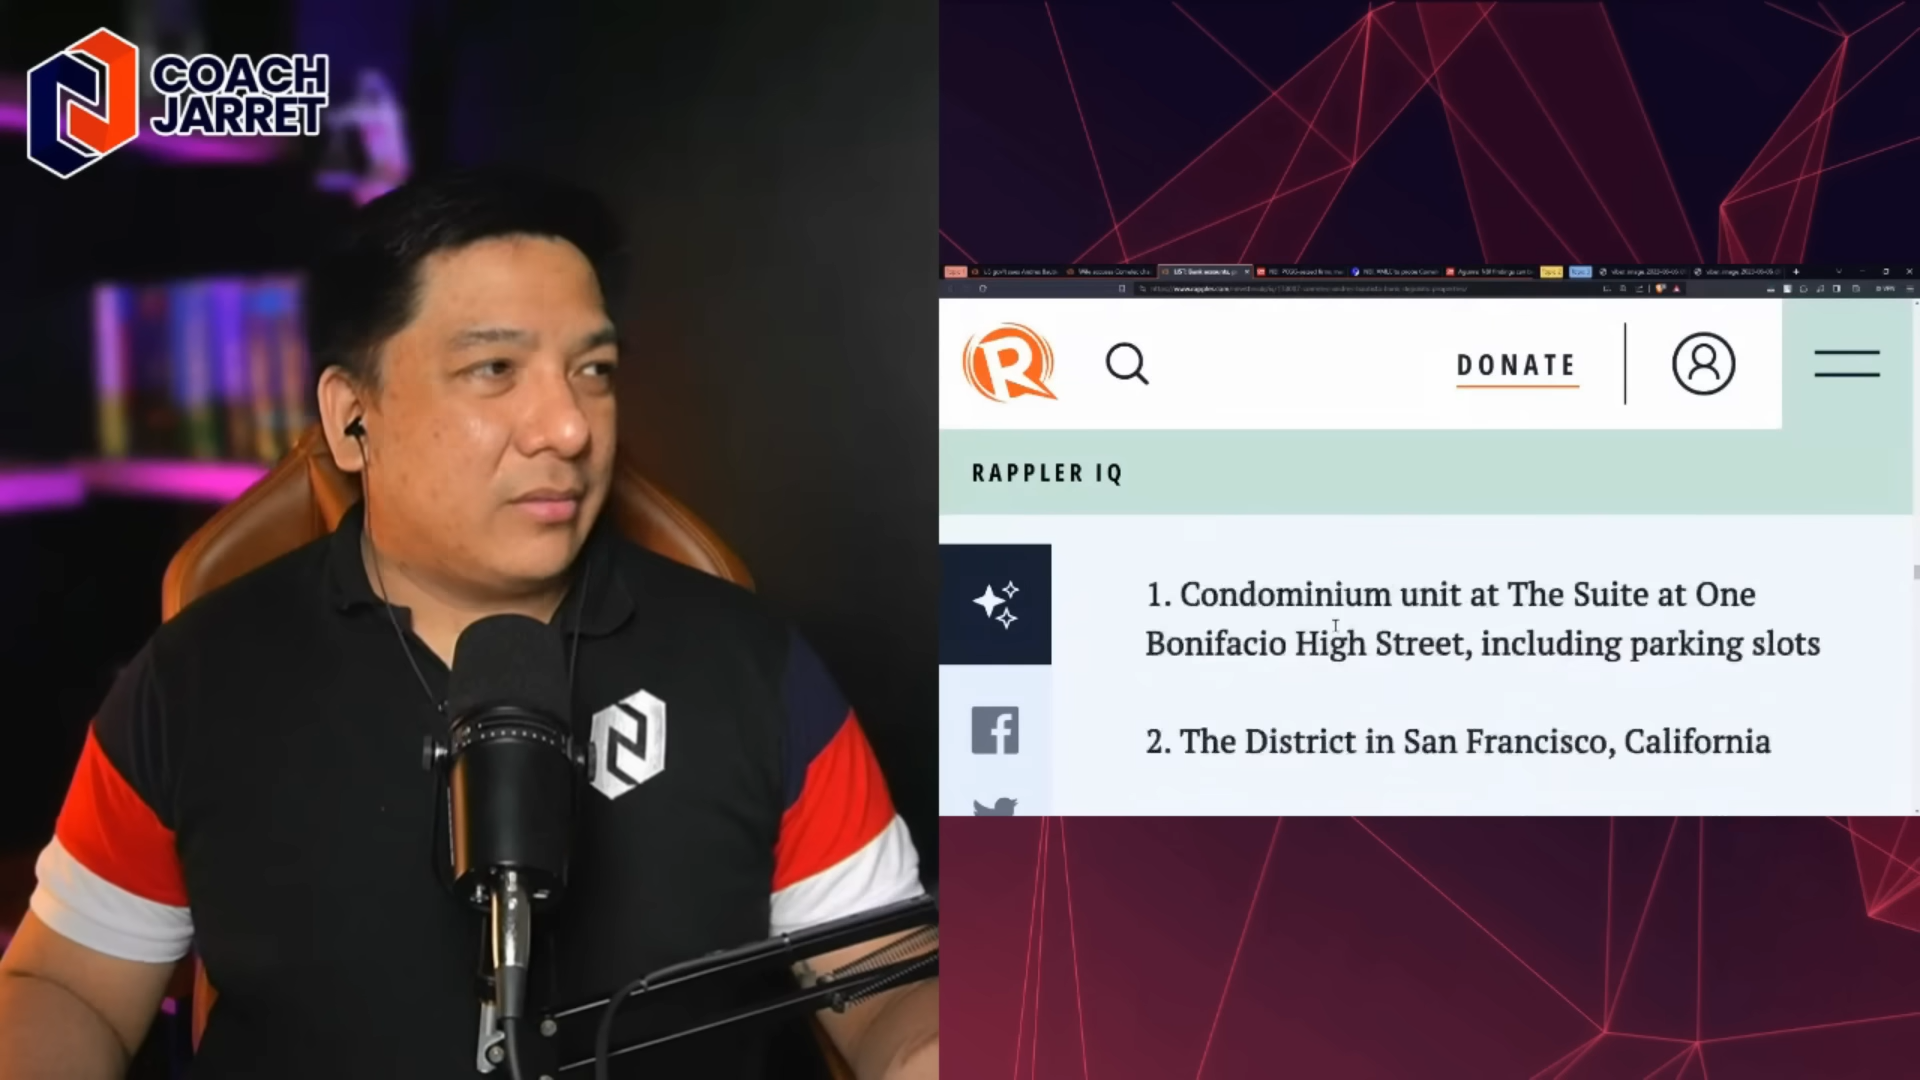 COACH
JARRET
DONATE
RAPPLER IQ
1. Condominium unit at The Suite at One
Bonifacio High Street, including parking slots
2. The District in San Francisco, California